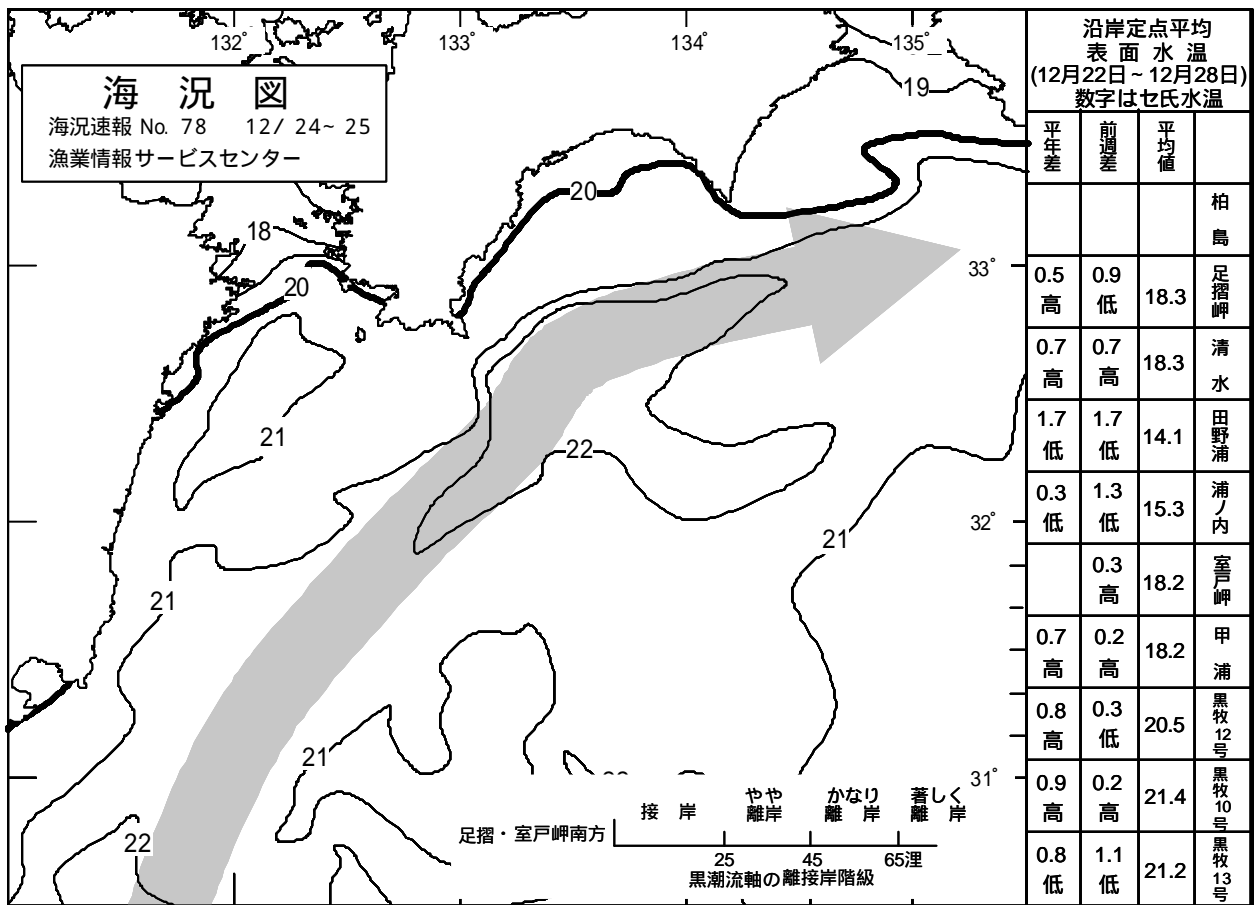 海況図
海況速報 No. 78 12/ 24~ 25
漁業情報サービスセンター
132°
133°
134°
135°
33°
32°
31°
19
20
18
20
21
22
21
21
21
22
足摺・室戸岬南方
接岸
やや離岸
かなり離岸
著しく離岸
25 45 65浬
黒潮流軸の離接岸階級
沿岸定点平均
表面水温
(12月22日~12月28日)
数字はセ氏水温
平年差 前週差 平均値
柏島
0.5高 0.9低 18.3 足摺岬
0.7高 0.7高 18.3 清水
1.7低 1.7低 14.1 田野浦
0.3低 1.3低 15.3 浦ノ内
0.3高 18.2 室戸岬
0.7高 0.2高 18.2 甲浦
0.8高 0.3低 20.5 黒牧12号
0.9高 0.2高 21.4 黒牧10号
0.8低 1.1低 21.2 黒牧13号